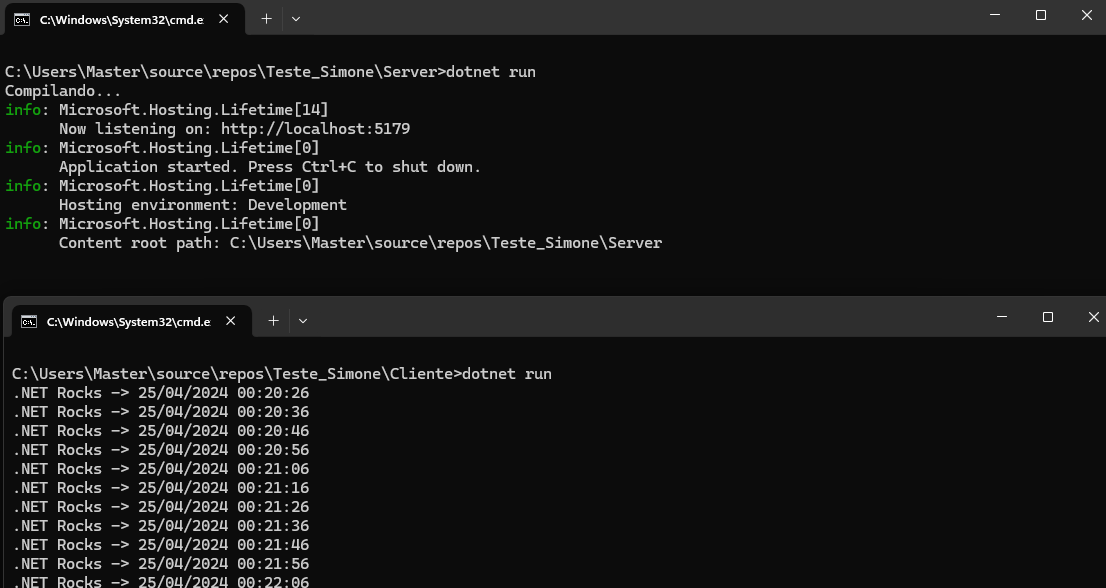 C:\Windows\System32\cmd.e
C:\Users\Master\source\repos\Teste_Simone\Server>dotnet run
Compilando...
info: Microsoft.Hosting.Lifetime[14]
      Now listening on: http://localhost:5179
info: Microsoft.Hosting.Lifetime[0]
      Application started. Press Ctrl+C to shut down.
info: Microsoft.Hosting.Lifetime[0]
      Hosting environment: Development
info: Microsoft.Hosting.Lifetime[0]
      Content root path: C:\Users\Master\source\repos\Teste_Simone\Server
C:\Windows\System32\cmd.e
C:\Users\Master\source\repos\Teste_Simone\Cliente>dotnet run
.NET Rocks -> 25/04/2024 00:20:26
.NET Rocks -> 25/04/2024 00:20:36
.NET Rocks -> 25/04/2024 00:20:46
.NET Rocks -> 25/04/2024 00:20:56
.NET Rocks -> 25/04/2024 00:21:06
.NET Rocks -> 25/04/2024 00:21:16
.NET Rocks -> 25/04/2024 00:21:26
.NET Rocks -> 25/04/2024 00:21:36
.NET Rocks -> 25/04/2024 00:21:46
.NET Rocks -> 25/04/2024 00:21:56
.NET Rocks -> 25/04/2024 00:22:06